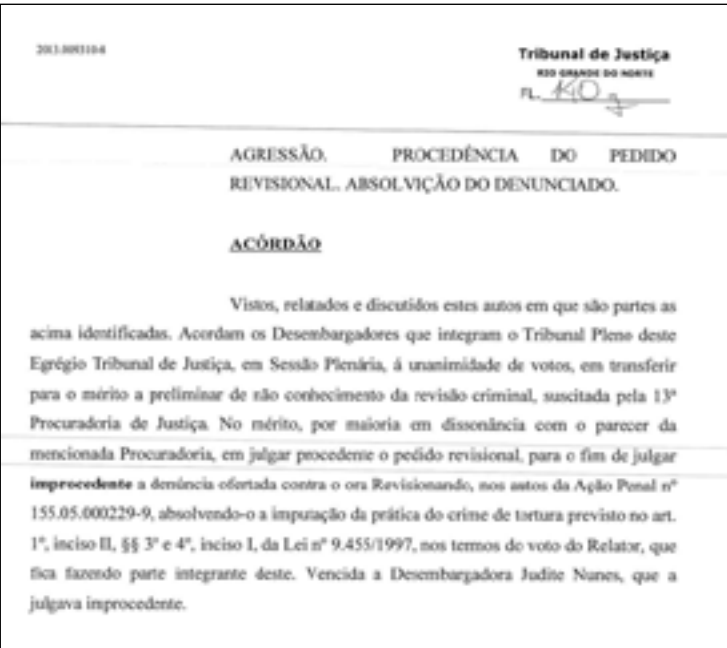 Tribunal de Justiça
RIO GRANDE DO NORTE
FL.
AGRESSÃO. PROCEDÊNCIA DO PEDIDO
REVISIONAL. ABSOLVIÇÃO DO DENUNCIADO.
ACÓRDÃO
Vistos, relatados e discutidos estes autos em que são partes as
acima identificadas. Acordam os Desembargadores que integram o Tribunal Pleno deste
Egrégio Tribunal de Justiça, em Sessão Plenária, á unanimidade de votos, em transferir
para o mérito a preliminar de não conhecimento da revisão criminal, suscitada pela 13ª
Procuradoria de Justiça. No mérito, por maioria em dissonância com o parecer da
mencionada Procuradoria, em julgar procedente o pedido revisional, para o fim de julgar
improcedente a denúncia ofertada contra o ora Revisionando, nos autos da Ação Penal nº
155.05.000229-9, absolvendo-o a imputação da prática do crime de tortura previsto no art.
1º, inciso II, §§ 3º e 4º, inciso I, da Lei nº 9.455/1997, nos termos do voto do Relator, que
fica fazendo parte integrante deste. Vencida a Desembargadora Judite Nunes, que a
julgava improcedente.